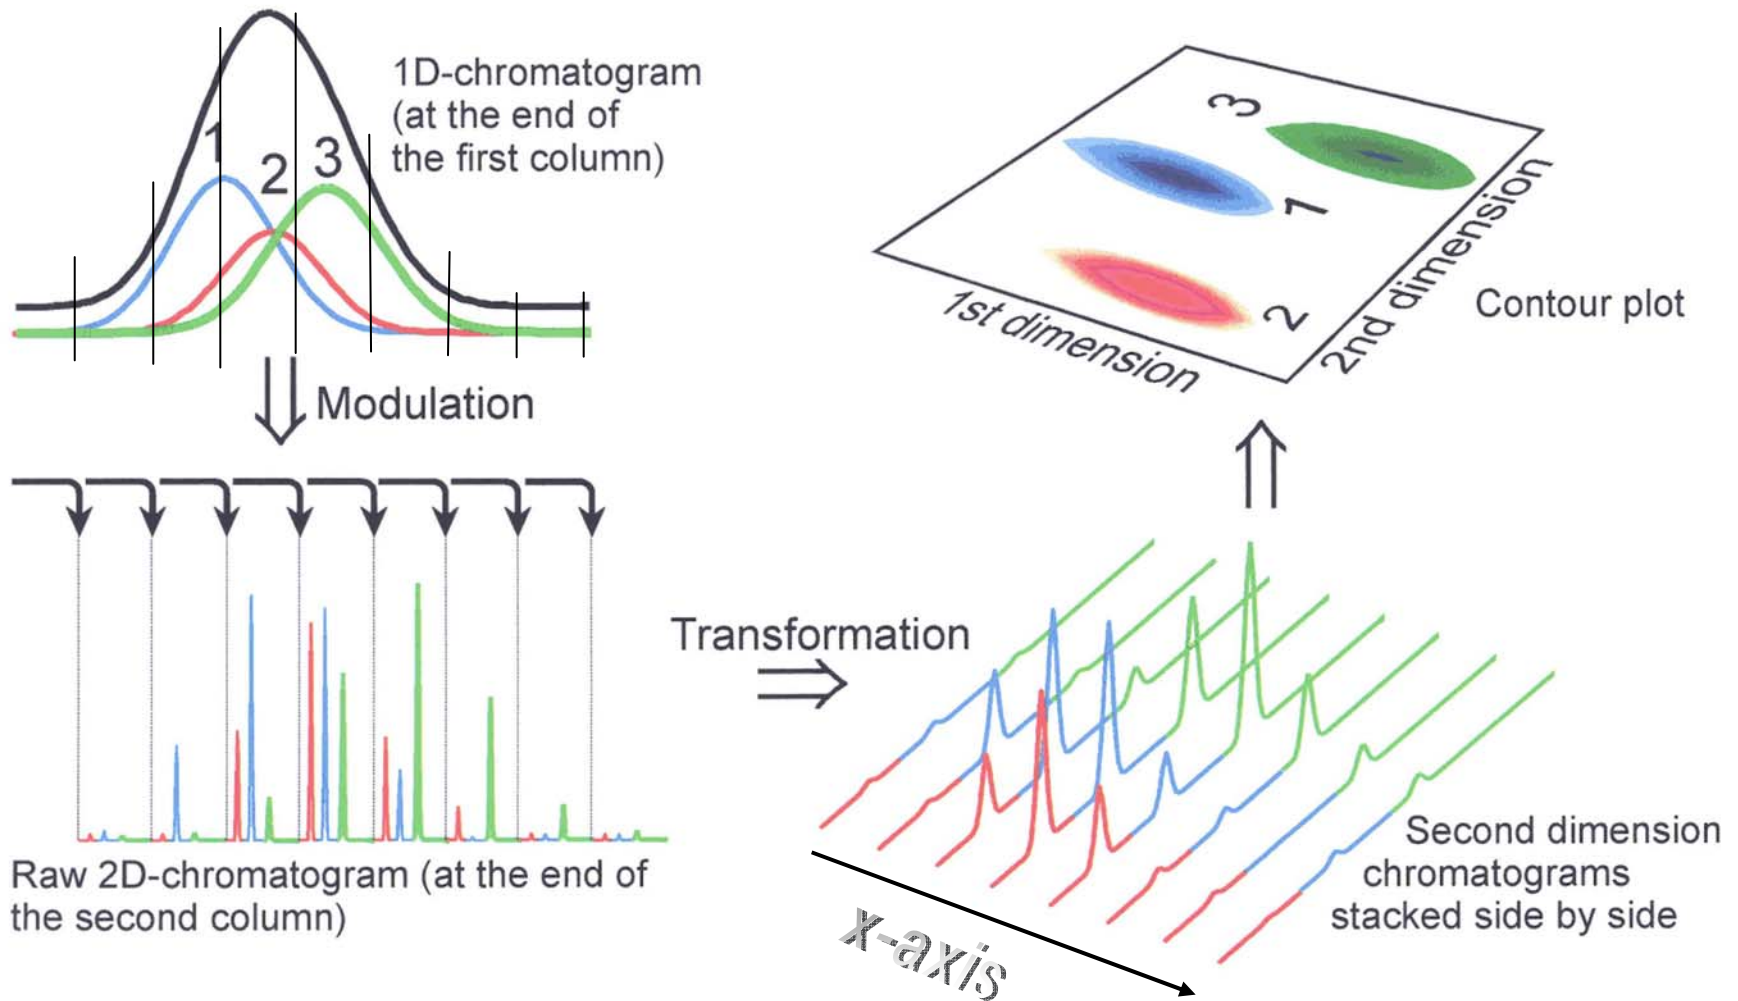 1D-chromatogram
(at the end of
the first column)
1
2
3
Modulation
Raw 2D-chromatogram (at the end of
the second column)
Transformation
x-axis
Second dimension
chromatograms
stacked side by side
3
1
2
1st dimension
2nd dimension
Contour plot